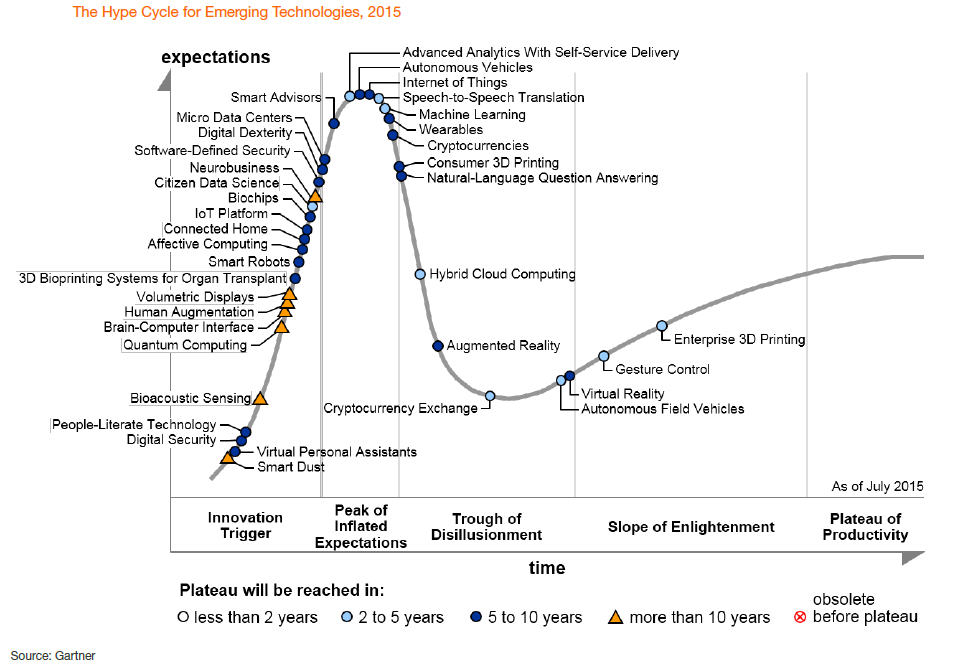 The Hype Cycle for Emerging Technologies, 2015
expectations
Advanced Analytics With Self-Service Delivery
Autonomous Vehicles
Internet of Things
Speech-to-Speech Translation
Machine Learning
Wearables
Cryptocurrencies
Consumer 3D Printing
Natural-Language Question Answering
Smart Advisors
Micro Data Centers
Digital Dexterity
Software-Defined Security
Neurobusiness
Citizen Data Science
Biochips
IoT Platform
Connected Home
Affective Computing
Smart Robots
3D Bioprinting Systems for Organ Transplant
Volumetric Displays
Human Augmentation
Brain-Computer Interface
Quantum Computing
Bioacoustic Sensing
People-Literate Technology
Digital Security
Virtual Personal Assistants
Smart Dust
Hybrid Cloud Computing
Augmented Reality
Cryptocurrency Exchange
Enterprise 3D Printing
Gesture Control
Virtual Reality
Autonomous Field Vehicles
As of July 2015
Innovation
Trigger
Peak of
Inflated
Expectations
Trough of
Disillusionment
Slope of Enlightenment
Plateau of
Productivity
time
Plateau will be reached in:
less than 2 years
2 to 5 years
5 to 10 years
more than 10 years
obsolete
before plateau
Source: Gartner